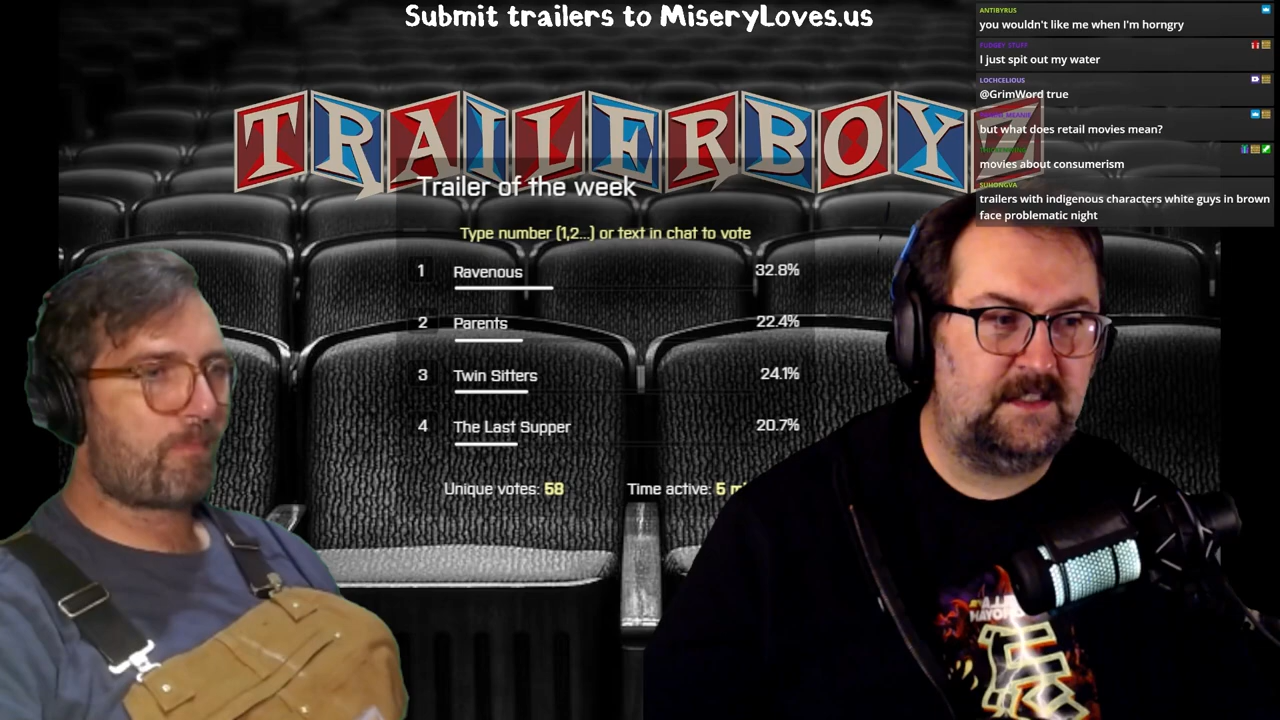 Submit trailers to MiseryLoves.us
TRAILERBOYZ
Trailer of the week
Type number (1,2...) or text in chat to vote
1 Ravenous 32.8%
2 Parents 22.4%
3 Twin Sitters 24.1%
4 The Last Supper 20.7%
Unique votes: 58 Time active: 5
ANTIBYRUS
you wouldn't like me when I'm horngry
FUDGEY_STUFF
I just spit out my water
LOCHCELIOUS
@GrimWord true
but what does retail movies mean?
movies about consumerism
SUHONGVA
trailers with indigenous characters white guys in brown
face problematic night